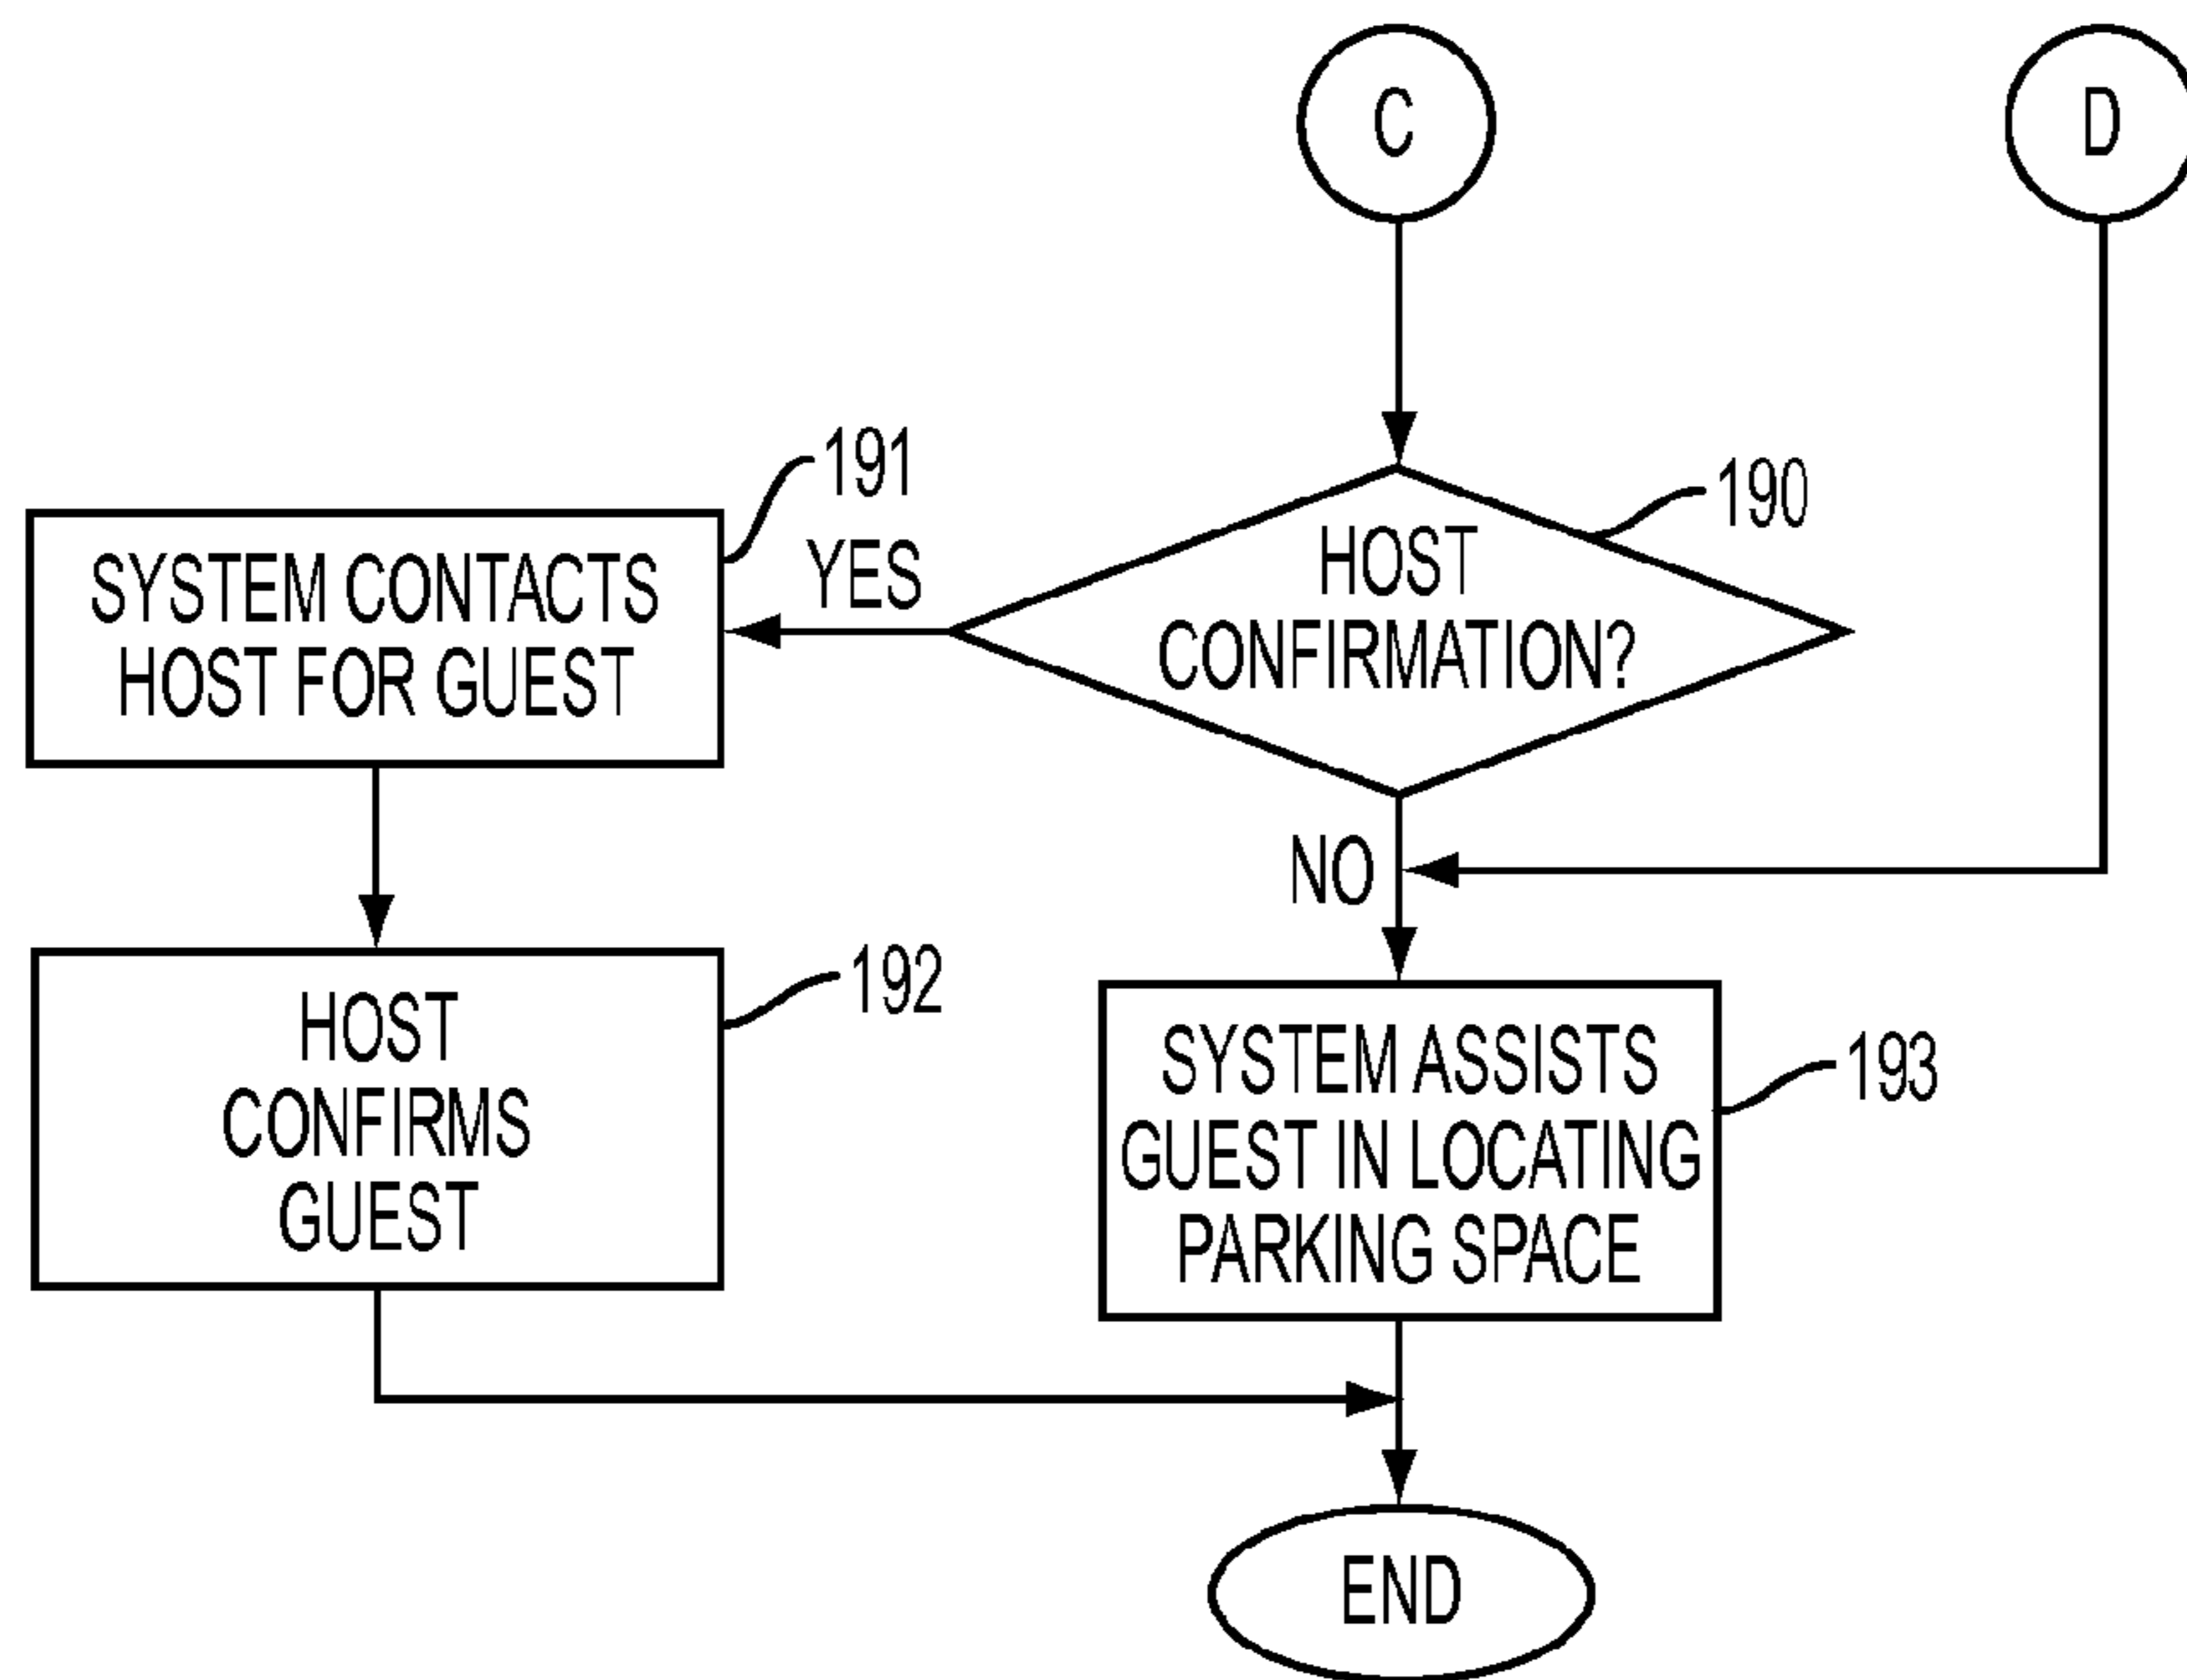 C
D
191
190
YES
HOST
CONFIRMATION?
SYSTEM CONTACTS
HOST FOR GUEST
NO
192
HOST
CONFIRMS
GUEST
193
SYSTEM ASSISTS
GUEST IN LOCATING
PARKING SPACE
END